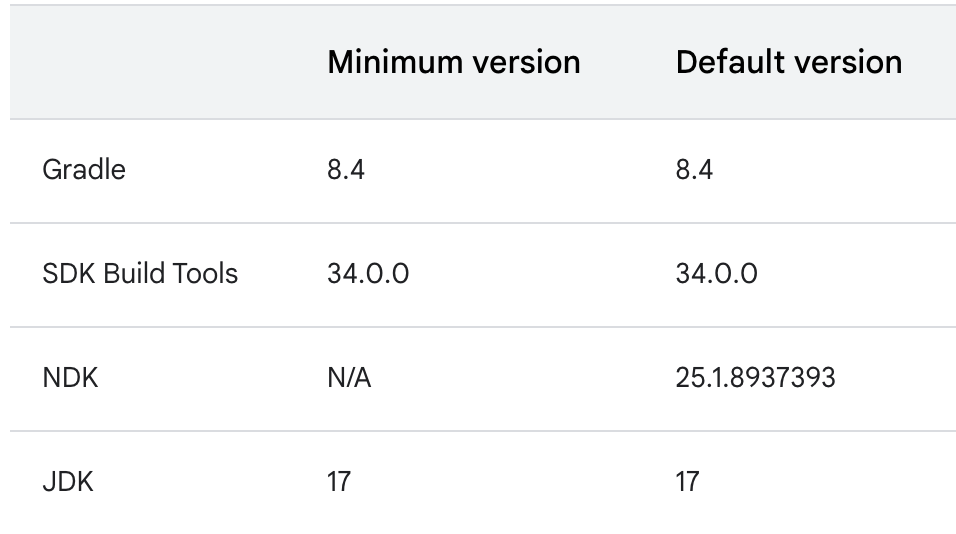 Minimum version Default version
Gradle 8.4 8.4
SDK Build Tools 34.0.0 34.0.0
NDK N/A 25.1.8937393
JDK 17 17